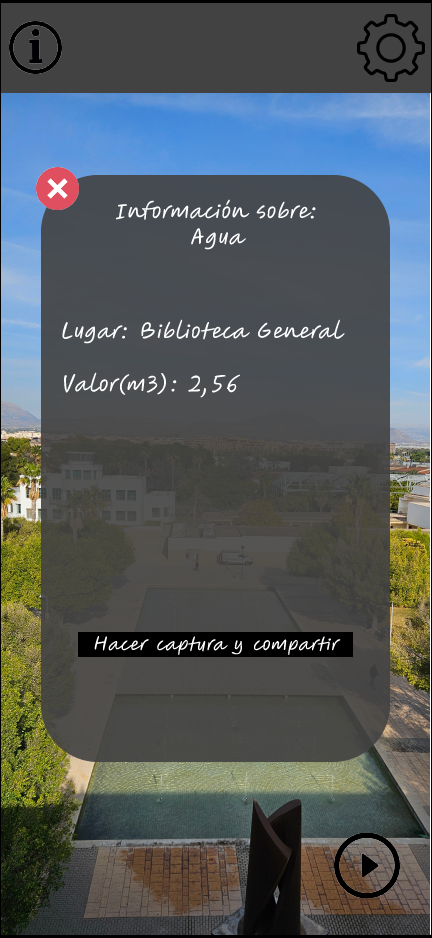 Información sobre:
Agua
Lugar: Biblioteca General
Valor(m3): 2,56
Hacer captura y compartir